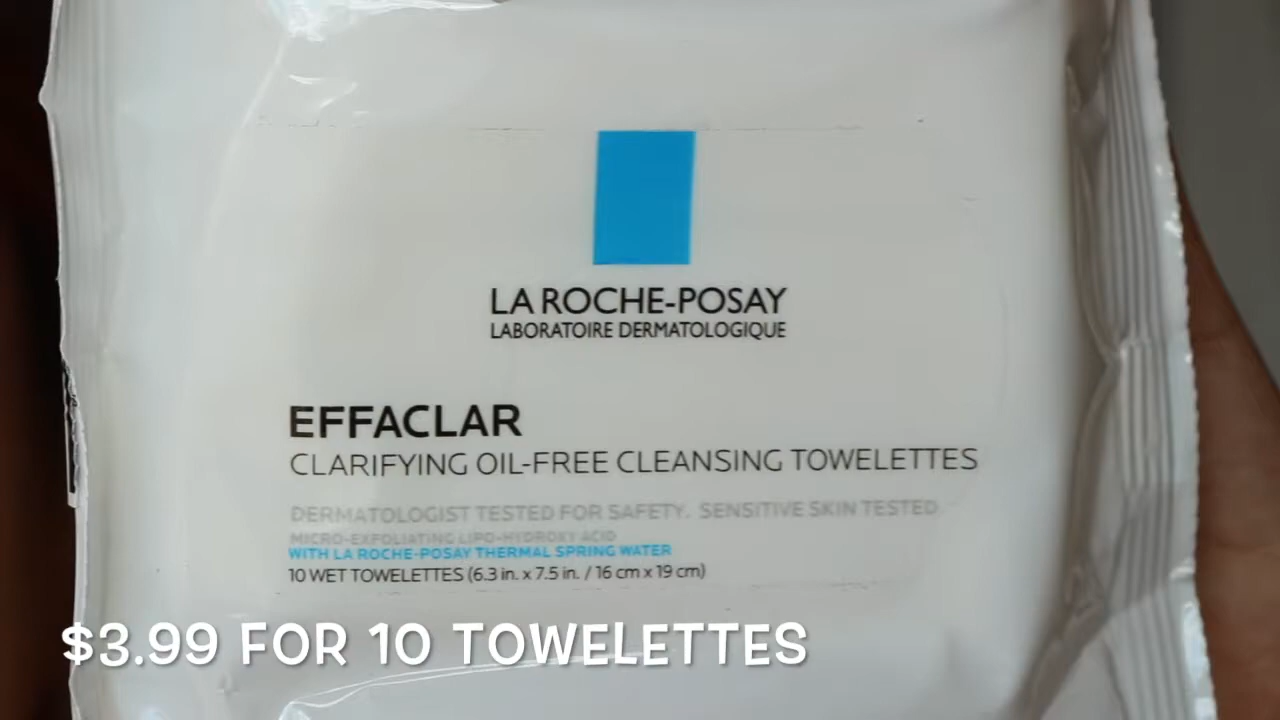 LA ROCHE-POSAY
LABORATOIRE DERMATOLOGIQUE
EFFACLAR
CLARIFYING OIL-FREE CLEANSING TOWELETTES
DERMATOLOGIST TESTED FOR SAFETY. SENSITIVE SKIN TESTED
MICRO-EXFOLIATING LIPO-HYDROXY ACID
WITH LA ROCHE-POSAY THERMAL SPRING WATER
10 WET TOWELETTES (6.3 in. x 7.5 in. / 16 cm x 19 cm)
$3.99 FOR 10 TOWELETTES